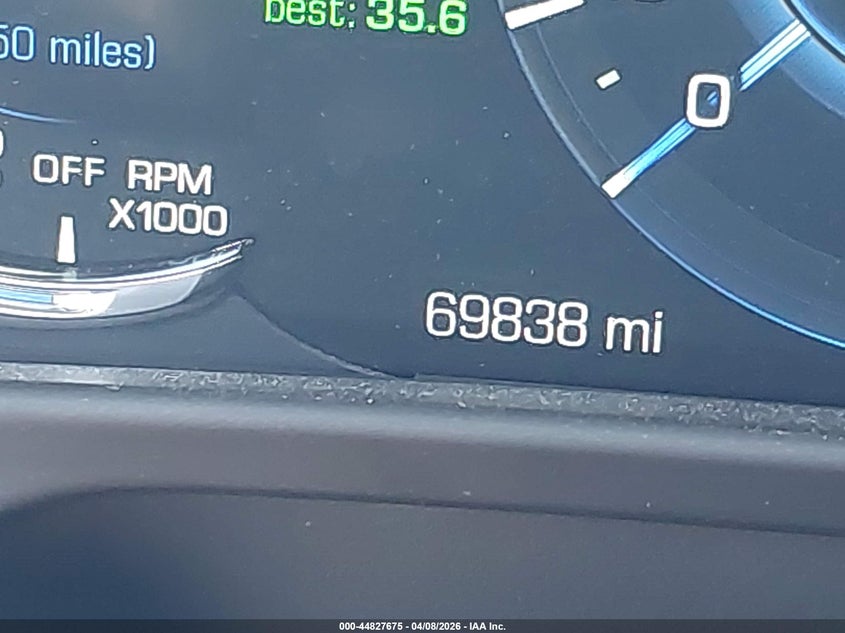 best: 35.6
50 miles)
0
OFF RPM
X1000
69838 mi
000-44827675 - 04/08/2026 - IAA Inc.